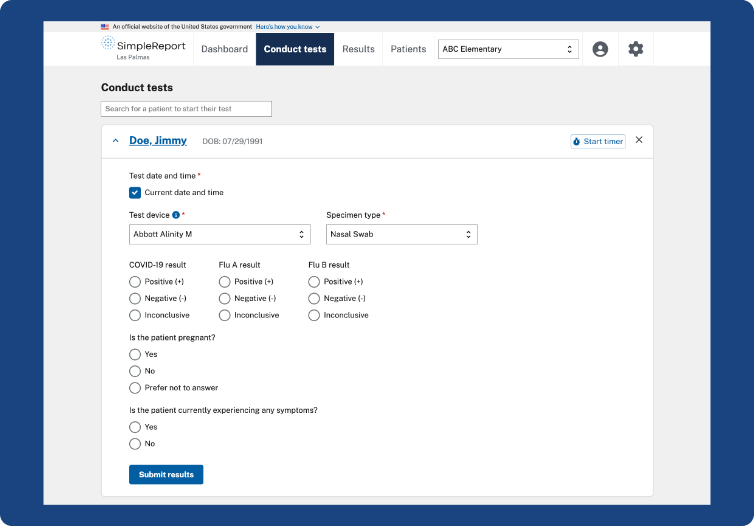 An official website of the United States government Here's how you know
SimpleReport
Las Palmas
Dashboard Conduct tests Results Patients ABC Elementary
Conduct tests
Search for a patient to start their test
Doe, Jimmy DOB: 07/29/1991 Start timer
Test date and time *
Current date and time
Test device * Specimen type *
Abbott Alinity M Nasal Swab
COVID-19 result Flu A result Flu B result
Positive (+) Positive (+) Positive (+)
Negative (-) Negative (-) Negative (-)
Inconclusive Inconclusive Inconclusive
Is the patient pregnant?
Yes
No
Prefer not to answer
Is the patient currently experiencing any symptoms?
Yes
No
Submit results